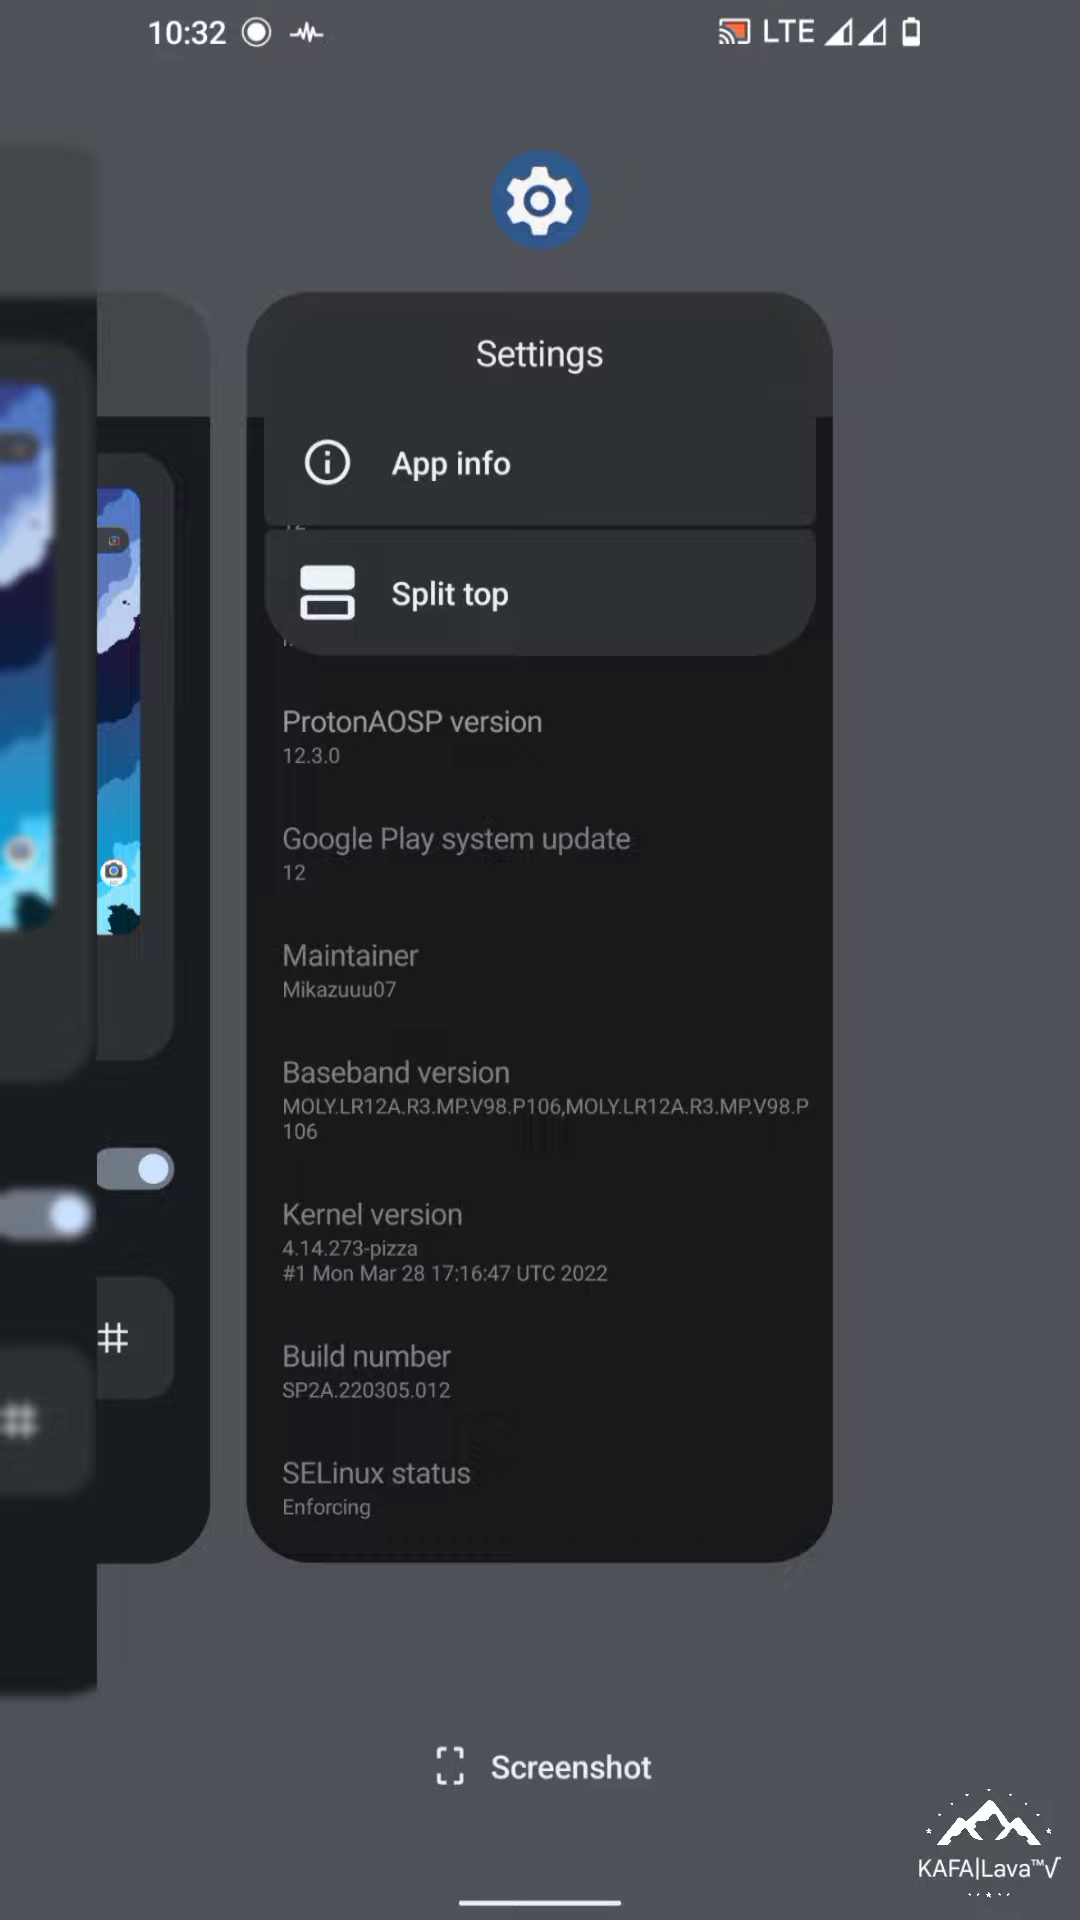 10:32
LTE
Settings
App info
Split top
ProtonAOSP version
12.3.0
Google Play system update
12
Maintainer
Mikazuuu07
Baseband version
MOLY.LR12A.R3.MP.V98.P106,MOLY.LR12A.R3.MP.V98.P
106
Kernel version
4.14.273-pizza
#1 Mon Mar 28 17:16:47 UTC 2022
Build number
SP2A.220305.012
SELinux status
Enforcing
Screenshot
KAFA|Lava™√